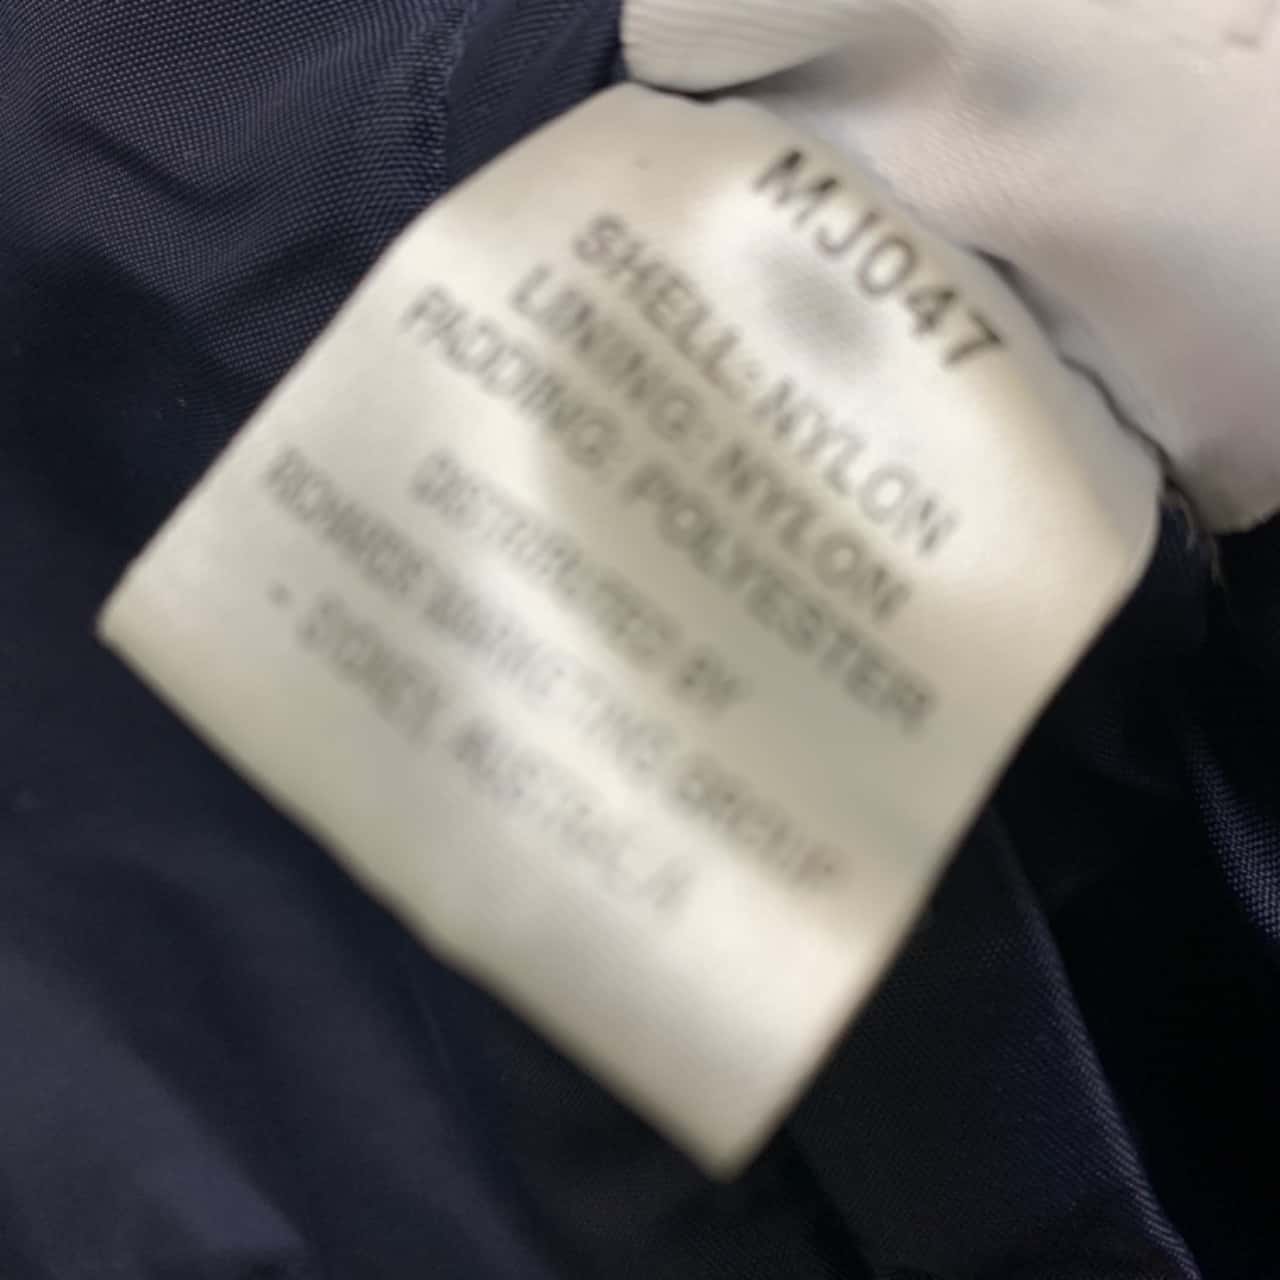 MJ047
SHELL: NYLON
LINING: NYLON
PADDING: POLYESTER
DISTRIBUTED BY
MARKETING GROUP
- SYDNEY AUSTRALIA